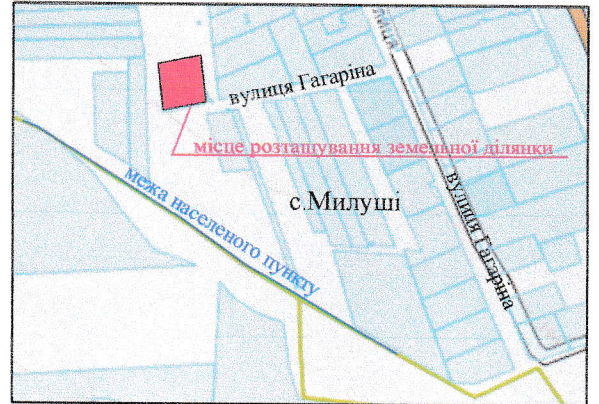 вулиця Гагаріна
місце розташування земельної ділянки
с.Милуші
межа населеного пункту
вулиця Гагаріна